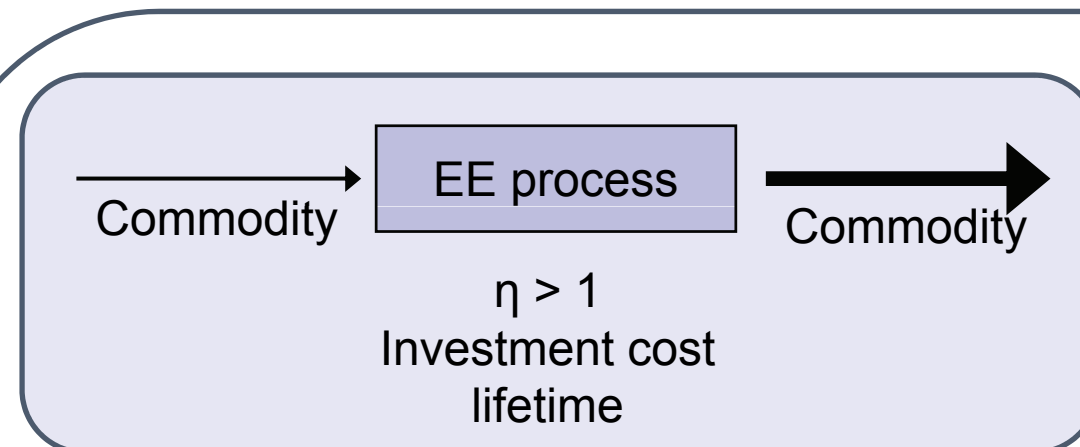 EE process
Commodity
Commodity
η > 1
Investment cost
lifetime